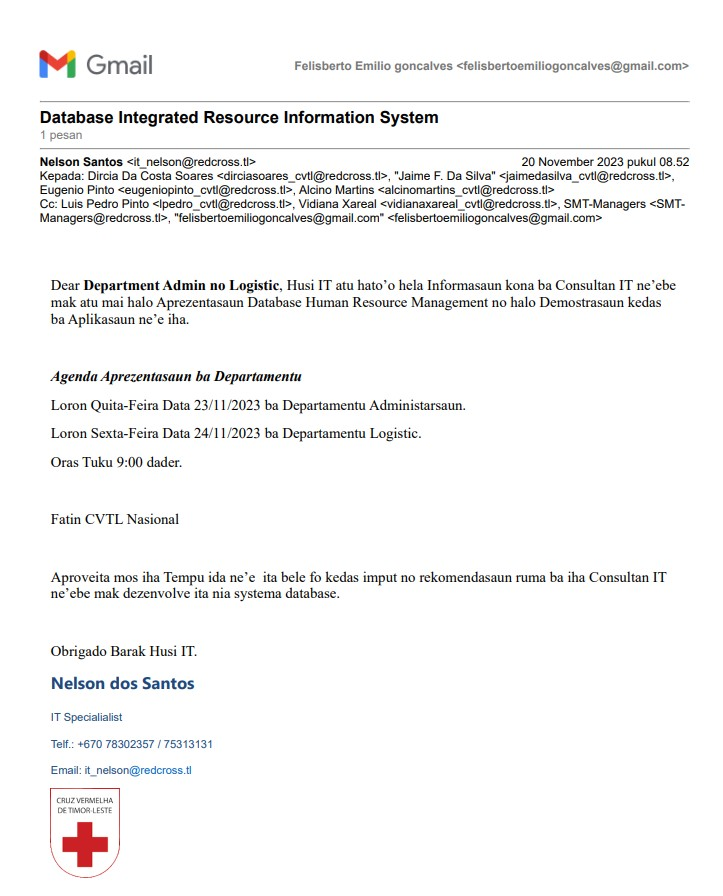 Gmail
Felisberto Emilio goncalves <felisbertoemiliogoncalves@gmail.com>
Database Integrated Resource Information System
1 pesan
Nelson Santos <it_nelson@redcross.tl> 20 November 2023 pukul 08.52
Kepada: Dircia Da Costa Soares <dirciasoares_cvtl@redcross.tl>, "Jaime F. Da Silva" <jaimedasilva_cvtl@redcross.tl>,
Eugenio Pinto <eugeniopinto_cvtl@redcross.tl>, Alcino Martins <alcinomartins_cvtl@redcross.tl>
Cc: Luis Pedro Pinto <lpedro_cvtl@redcross.tl>, Vidiana Xareal <vidianaxareal_cvtl@redcross.tl>, SMT-Managers <SMT-
Managers@redcross.tl>, "felisbertoemiliogoncalves@gmail.com" <felisbertoemiliogoncalves@gmail.com>
Dear Department Admin no Logistic, Husi IT atu hato’o hela Informasaun kona ba Consultan IT ne’ebe
mak atu mai halo Aprezentasaun Database Human Resource Management no halo Demostrasaun kedas
ba Aplikasaun ne’e iha.
Agenda Aprezentasaun ba Departamentu
Loron Quita-Feira Data 23/11/2023 ba Departamentu Administarsaun.
Loron Sexta-Feira Data 24/11/2023 ba Departamentu Logistic.
Oras Tuku 9:00 dader.
Fatin CVTL Nasional
Aproveita mos iha Tempu ida ne’e ita bele fo kedas imput no rekomendasaun ruma ba iha Consultan IT
ne’ebe mak dezenvolve ita nia systema database.
Obrigado Barak Husi IT.
Nelson dos Santos
IT Specialialist
Telf.: +670 78302357 / 75313131
Email: it_nelson@redcross.tl
CRUZ VERMELHA
DE TIMOR-LESTE